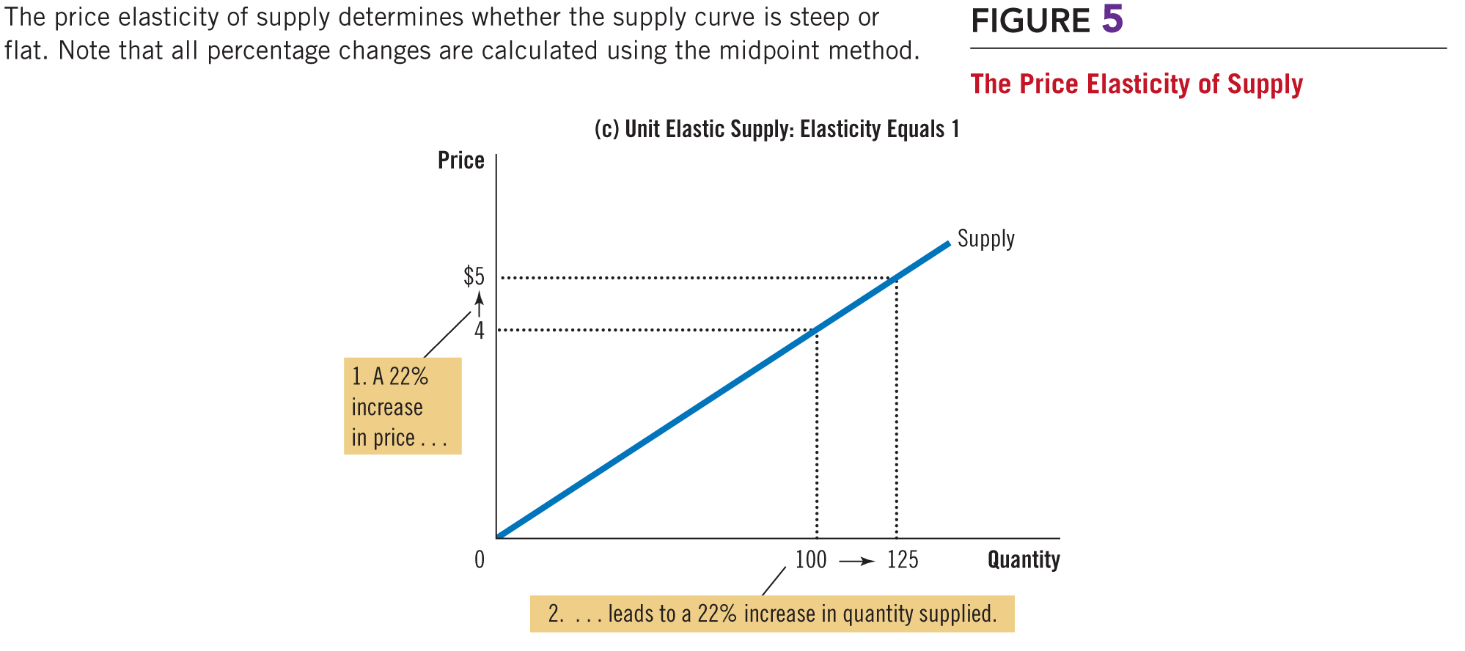 The price elasticity of supply determines whether the supply curve is steep or
flat. Note that all percentage changes are calculated using the midpoint method.
FIGURE 5
The Price Elasticity of Supply
(c) Unit Elastic Supply: Elasticity Equals 1
Price
Supply
$5
4
1. A 22%
increase
in price . . .
0
100
125
Quantity
2. . . . leads to a 22% increase in quantity supplied.